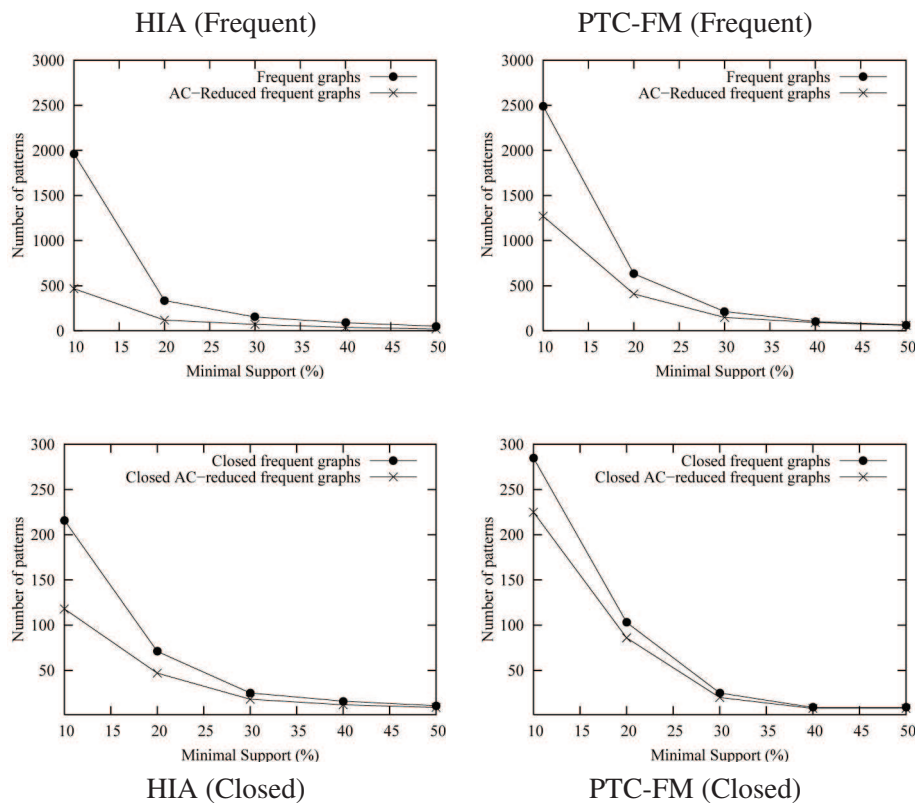 HIA (Frequent)
PTC-FM (Frequent)
3000
2500
2000
1500
1000
500
0
Number of patterns
Frequent graphs
AC-Reduced frequent graphs
10 15 20 25 30 35 40 45 50
Minimal Support (%)
3000
2500
2000
1500
1000
500
0
Number of patterns
Frequent graphs
AC-Reduced frequent graphs
10 15 20 25 30 35 40 45 50
Minimal Support (%)
300
250
200
150
100
50
Number of patterns
Closed frequent graphs
Closed AC-reduced frequent graphs
10 15 20 25 30 35 40 45 50
Minimal Support (%)
300
250
200
150
100
50
Number of patterns
Closed frequent graphs
Closed AC-reduced frequent graphs
10 15 20 25 30 35 40 45 50
Minimal Support (%)
HIA (Closed)
PTC-FM (Closed)